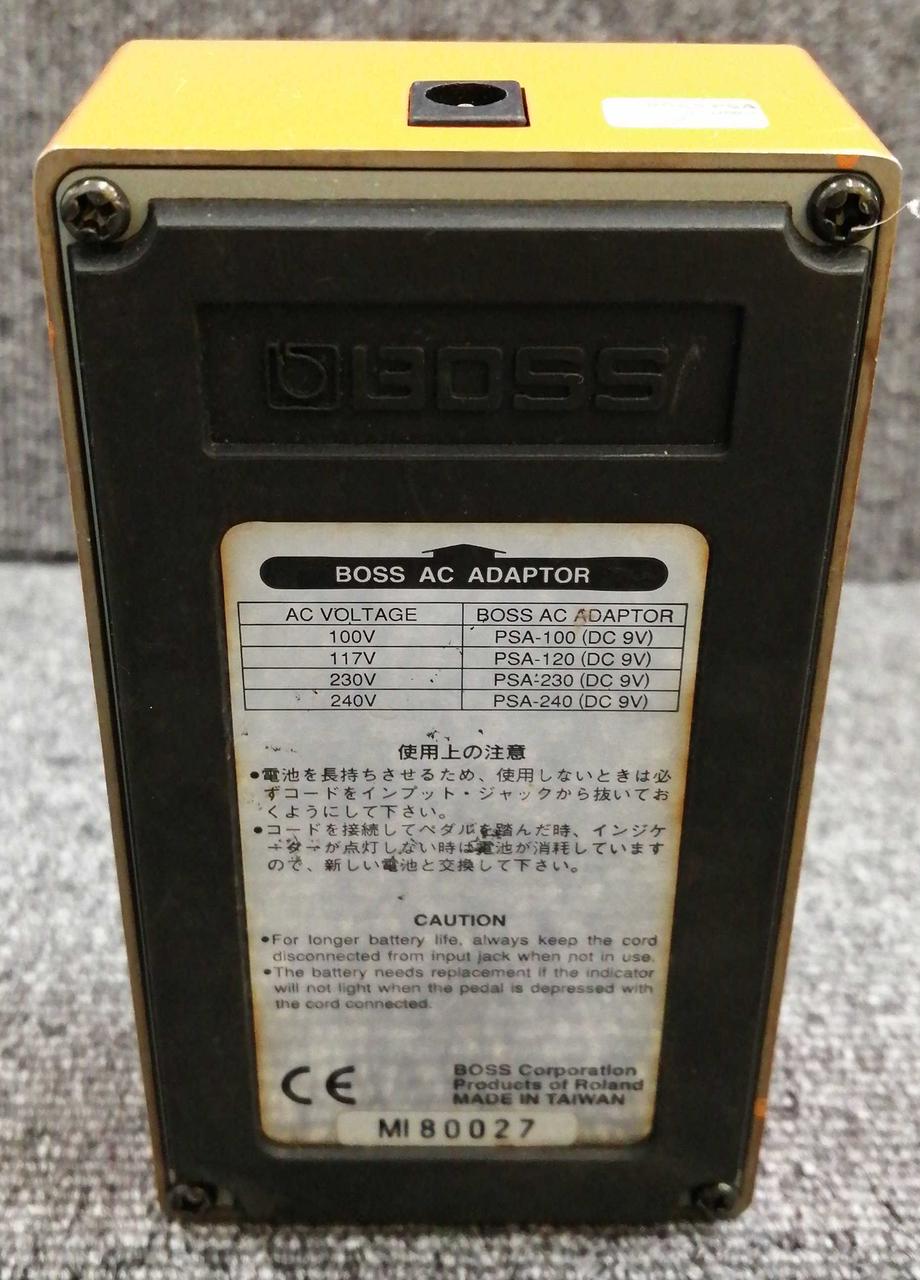 BOSS
BOSS AC ADAPTOR
AC VOLTAGE BOSS AC ADAPTOR
100V PSA-100 (DC 9V)
117V PSA-120 (DC 9V)
230V PSA-230 (DC 9V)
240V PSA-240 (DC 9V)
使用上の注意
●電池を長持ちさせるため、使用しないときは必
ずコードをインプット・ジャックから抜いてお
くようにして下さい。
●コードを接続してペダルを踏んだ時、インジケ
ーターが点灯しない時は電池が消耗しています
ので、新しい電池と交換して下さい。
CAUTION
●For longer battery life, always keep the cord
disconnected from input jack when not in use.
●The battery needs replacement if the indicator
will not light when the pedal is depressed with
the cord connected.
CE
BOSS Corporation
Products of Roland
MADE IN TAIWAN
MI80027